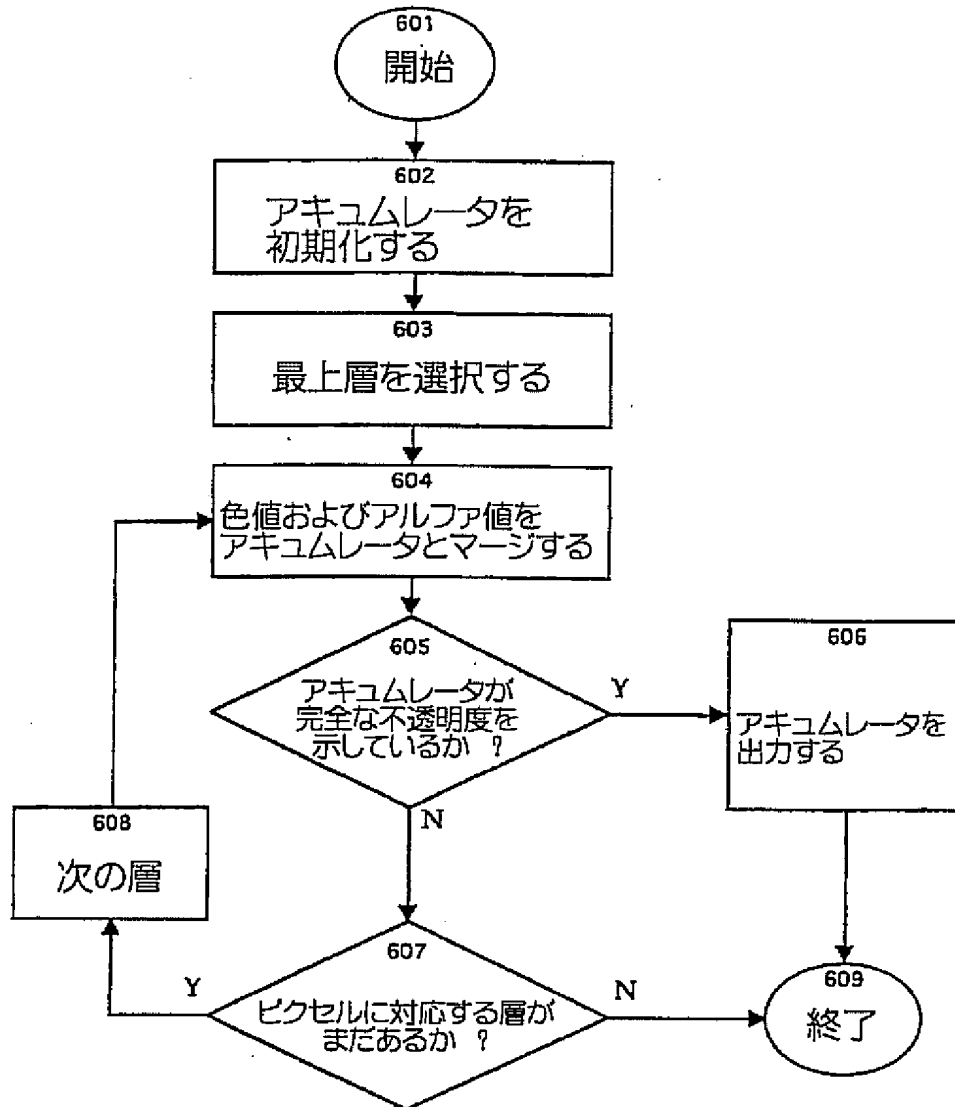 601
開始
602
アキュムレータを
初期化する
603
最上層を選択する
604
色値およびアルファ値を
アキュムレータとマージする
605
アキュムレータが
完全な不透明度を
示しているか ?
Y
606
アキュムレータを
出力する
N
608
次の層
607
ピクセルに対応する層が
まだあるか ?
Y
N
609
終了